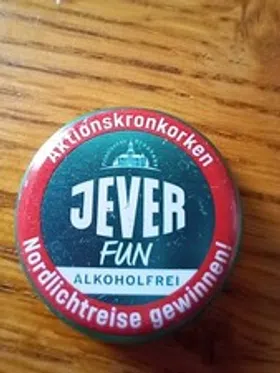 Aktionskronkorken
JEVER
FUN
ALKOHOLFREI
Nordlichtreise gewinnen!